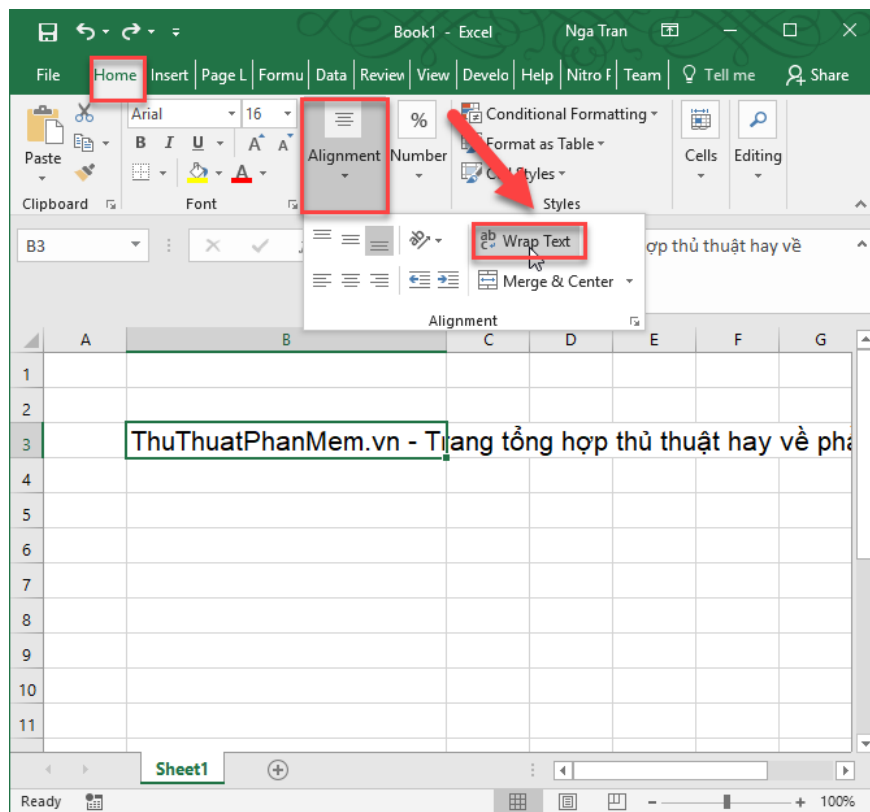 Book1 - Excel Nga Tran
File Home Insert Page L Formu Data Review View Develo Help Nitro F Team Tell me Share
Arial 16 % Conditional Formatting
Paste B I U A A Alignment Number Format as Table Cells Editing
A Styles
Clipboard Font Styles
B3 ab c Wrap Text ợp thủ thuật hay về
Merge & Center
Alignment
A B C D E F G
1
2
3 ThuThuatPhanMem.vn - Trang tổng hợp thủ thuật hay về phầ
4
5
6
7
8
9
10
11
Sheet1
Ready 100%